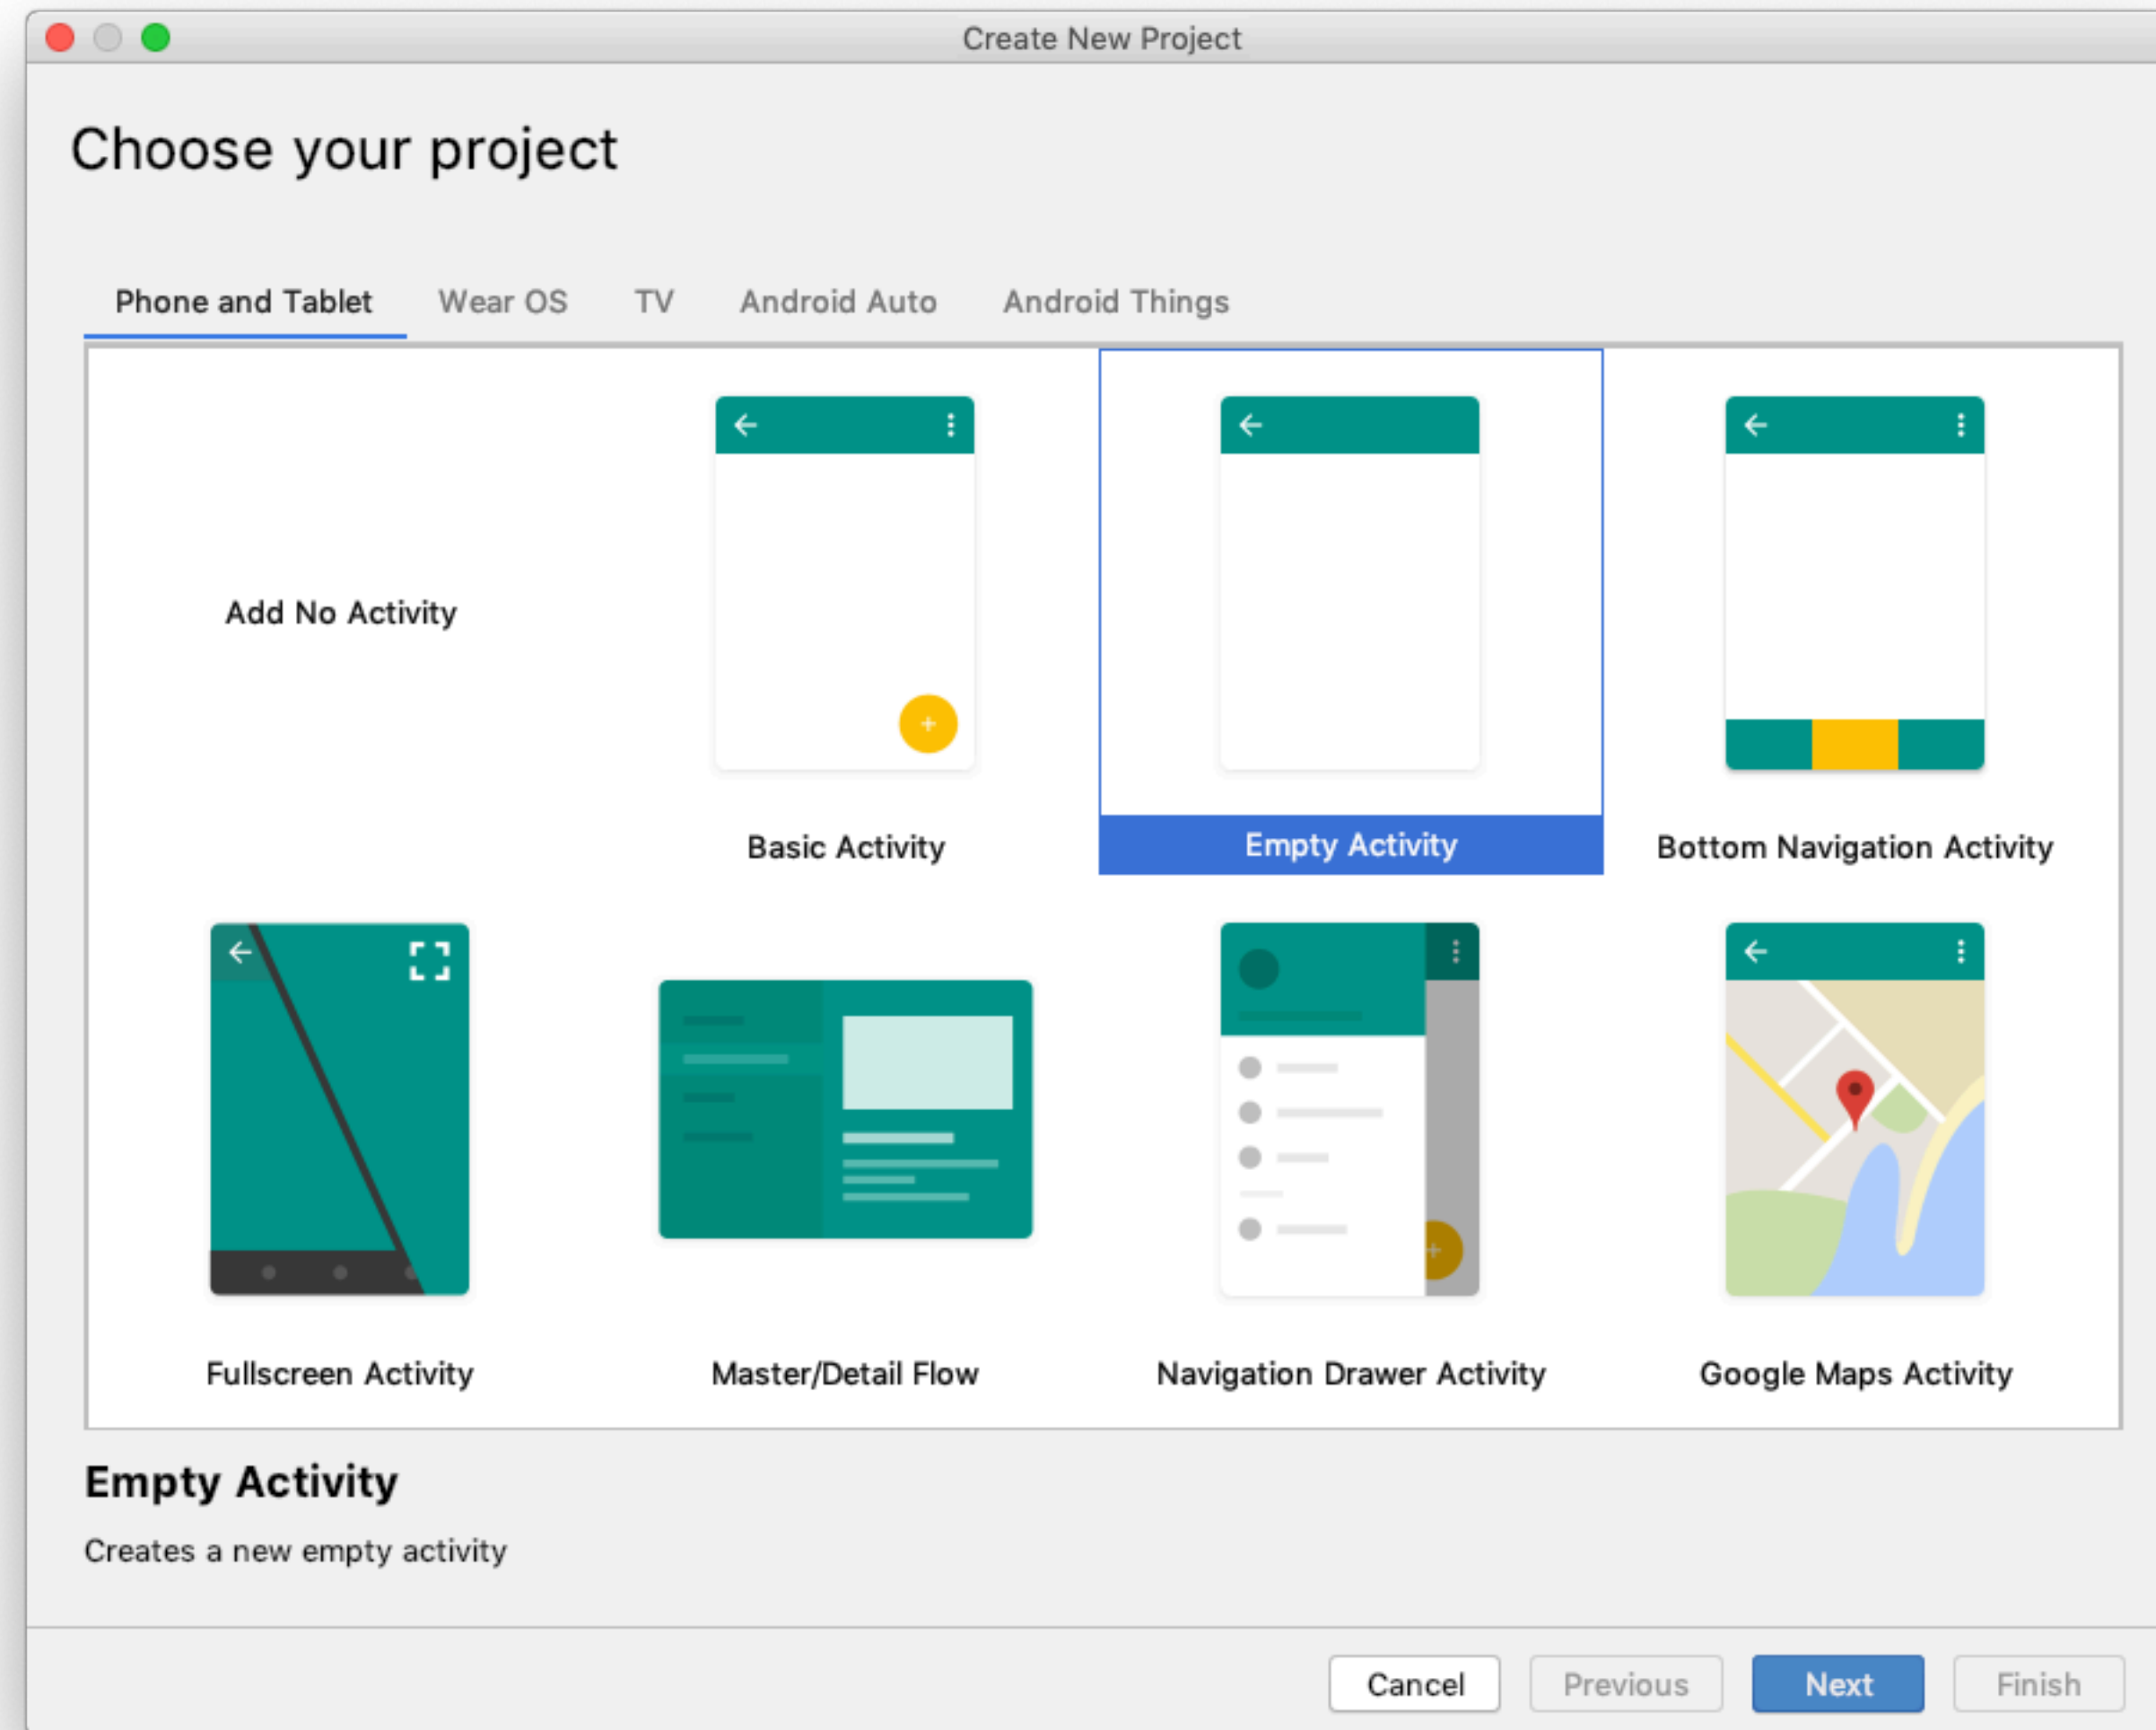 Create New Project
Choose your project
Phone and Tablet Wear OS TV Android Auto Android Things
Add No Activity
Basic Activity
Empty Activity
Bottom Navigation Activity
Fullscreen Activity
Master/Detail Flow
Navigation Drawer Activity
Google Maps Activity
Empty Activity
Creates a new empty activity
Cancel Previous Next Finish